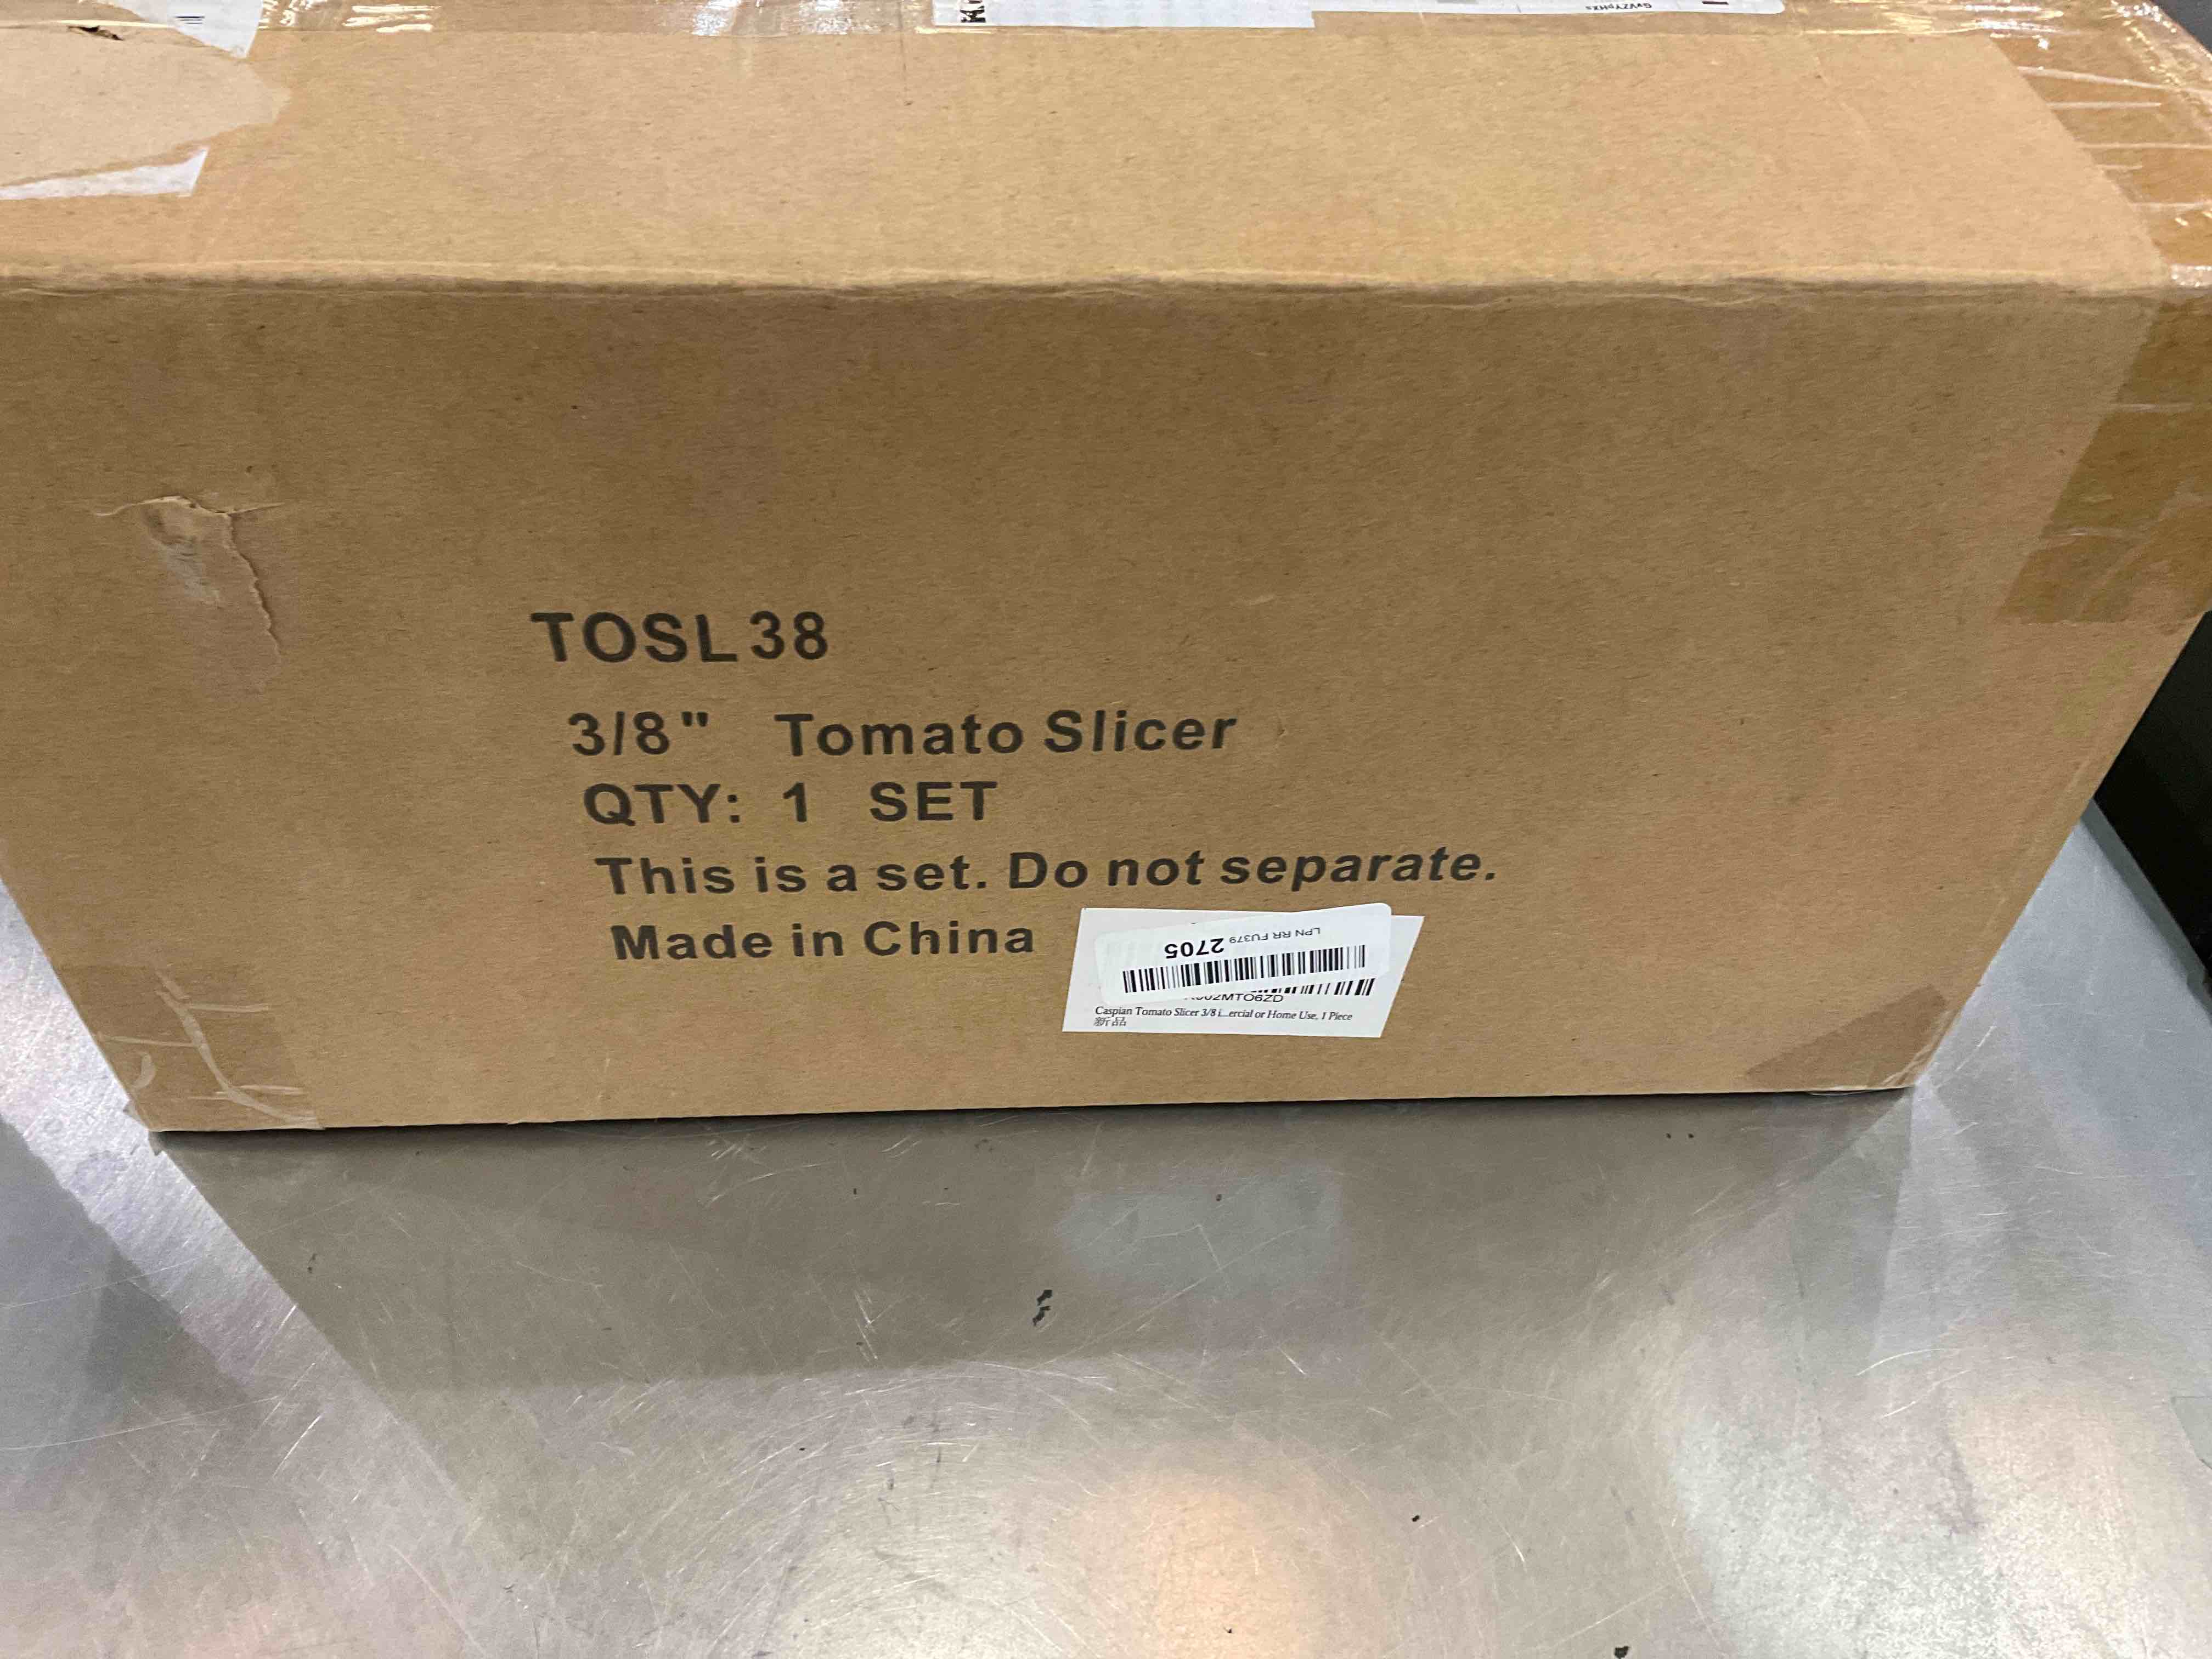 GvVZYpHXs
TOSL38
3/8" Tomato Slicer
QTY: 1 SET
This is a set. Do not separate.
Made in China
LPN RR FU379 2705
Caspian Tomato Slicer 3/8 i...ercial or Home Use, 1 Piece
新品